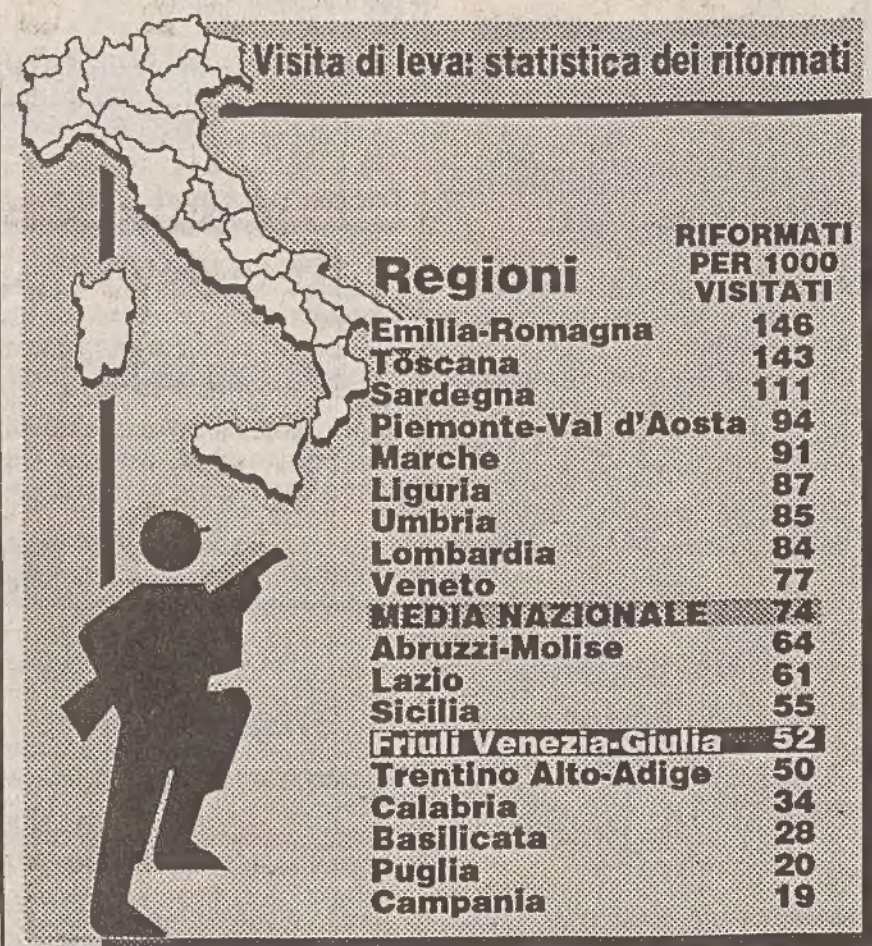 Visita di leva: statistica dei riformati
Regioni
RIFORMATI
PER 1000
VISITATI
Emilia-Romagna 146
Toscana 143
Sardegna 111
Piemonte-Val d'Aosta 94
Marche 91
Liguria 87
Umbria 85
Lombardia 84
Veneto 77
MEDIA NAZIONALE 74
Abruzzi-Molise 64
Lazio 61
Sicilia 55
Friuli Venezia-Giulia 52
Trentino Alto-Adige 50
Calabria 34
Basilicata 28
Puglia 20
Campania 19